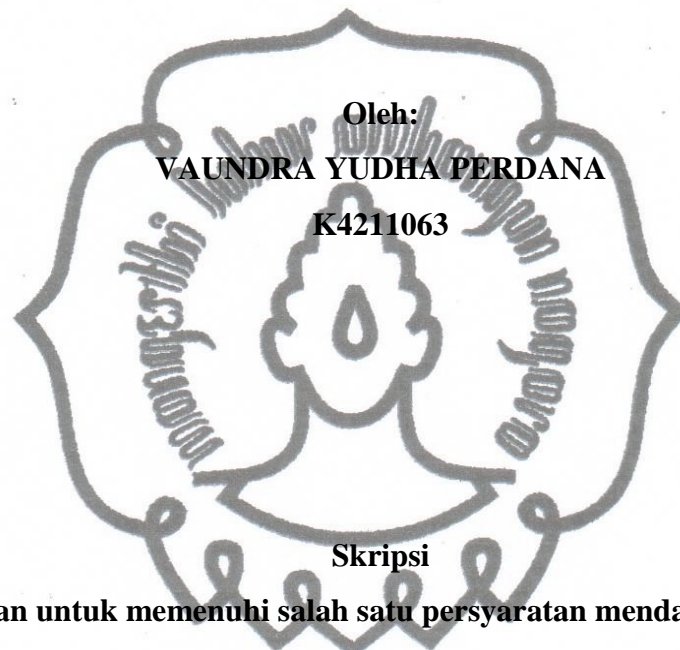 Oleh:
VAUNDRA YUDHA PERDANA
K4211063
Skripsi
an untuk memenuhi salah satu persyaratan menda